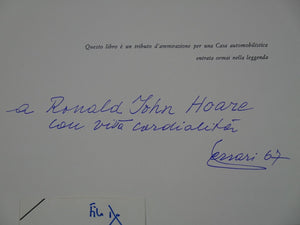 Questo libro è un tributo d'ammirazione per una Casa automobilistica
entrata ormai nella leggenda
a Ronald John Hoare
con viva cordialità
Ferrari 67